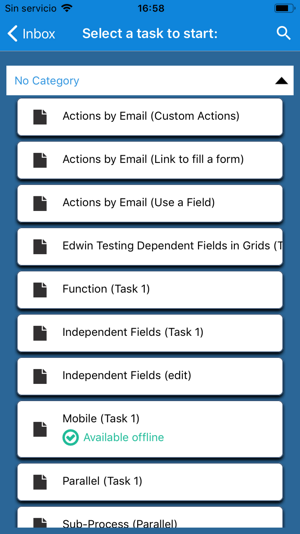 Sin servicio 16:58
Inbox Select a task to start:
No Category
Actions by Email (Custom Actions)
Actions by Email (Link to fill a form)
Actions by Email (Use a Field)
Edwin Testing Dependent Fields in Grids (T
Function (Task 1)
Independent Fields (Task 1)
Independent Fields (edit)
Mobile (Task 1)
Available offline
Parallel (Task 1)
Sub-Process (Parallel)